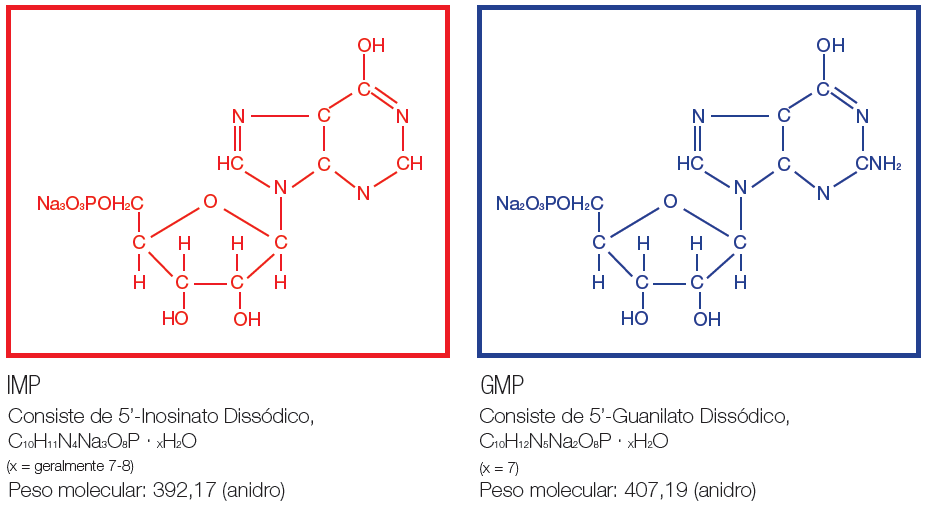 OH
C
N C N
HC C CH
N N
Na₃O₃POH₂C O
C H H C
H C C H
HO OH
IMP
Consiste de 5’-Inosinato Dissódico,
C₁₀H₁₁N₄Na₃O₈P · ₓH₂O
(x = geralmente 7-8)
Peso molecular: 392,17 (anidro)
OH
C
N C N
HC C CNH₂
N N
Na₂O₃POH₂C O
C H H C
H C C H
HO OH
GMP
Consiste de 5’-Guanilato Dissódico,
C₁₀H₁₂N₅Na₂O₈P · ₓH₂O
(x = 7)
Peso molecular: 407,19 (anidro)